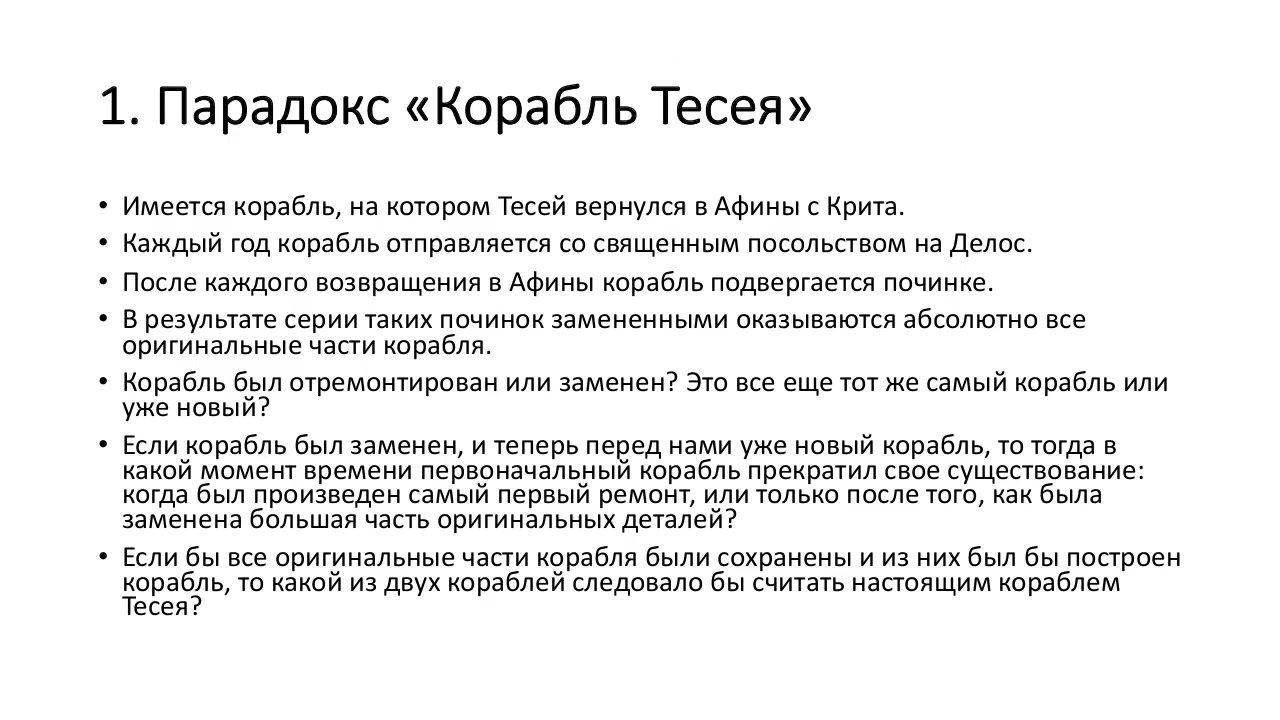 1. Парадокс «Корабль Тесея»
• Имеется корабль, на котором Тесей вернулся в Афины с Крита.
• Каждый год корабль отправляется со священным посольством на Делос.
• После каждого возвращения в Афины корабль подвергается починке.
• В результате серии таких починок замененными оказываются абсолютно все
оригинальные части корабля.
• Корабль был отремонтирован или заменен? Это все еще тот же самый корабль или
уже новый?
• Если корабль был заменен, и теперь перед нами уже новый корабль, то тогда в
какой момент времени первоначальный корабль прекратил свое существование:
когда был произведен самый первый ремонт, или только после того, как была
заменена большая часть оригинальных деталей?
• Если бы все оригинальные части корабля были сохранены и из них был бы построен
корабль, то какой из двух кораблей следовало бы считать настоящим кораблем
Тесея?